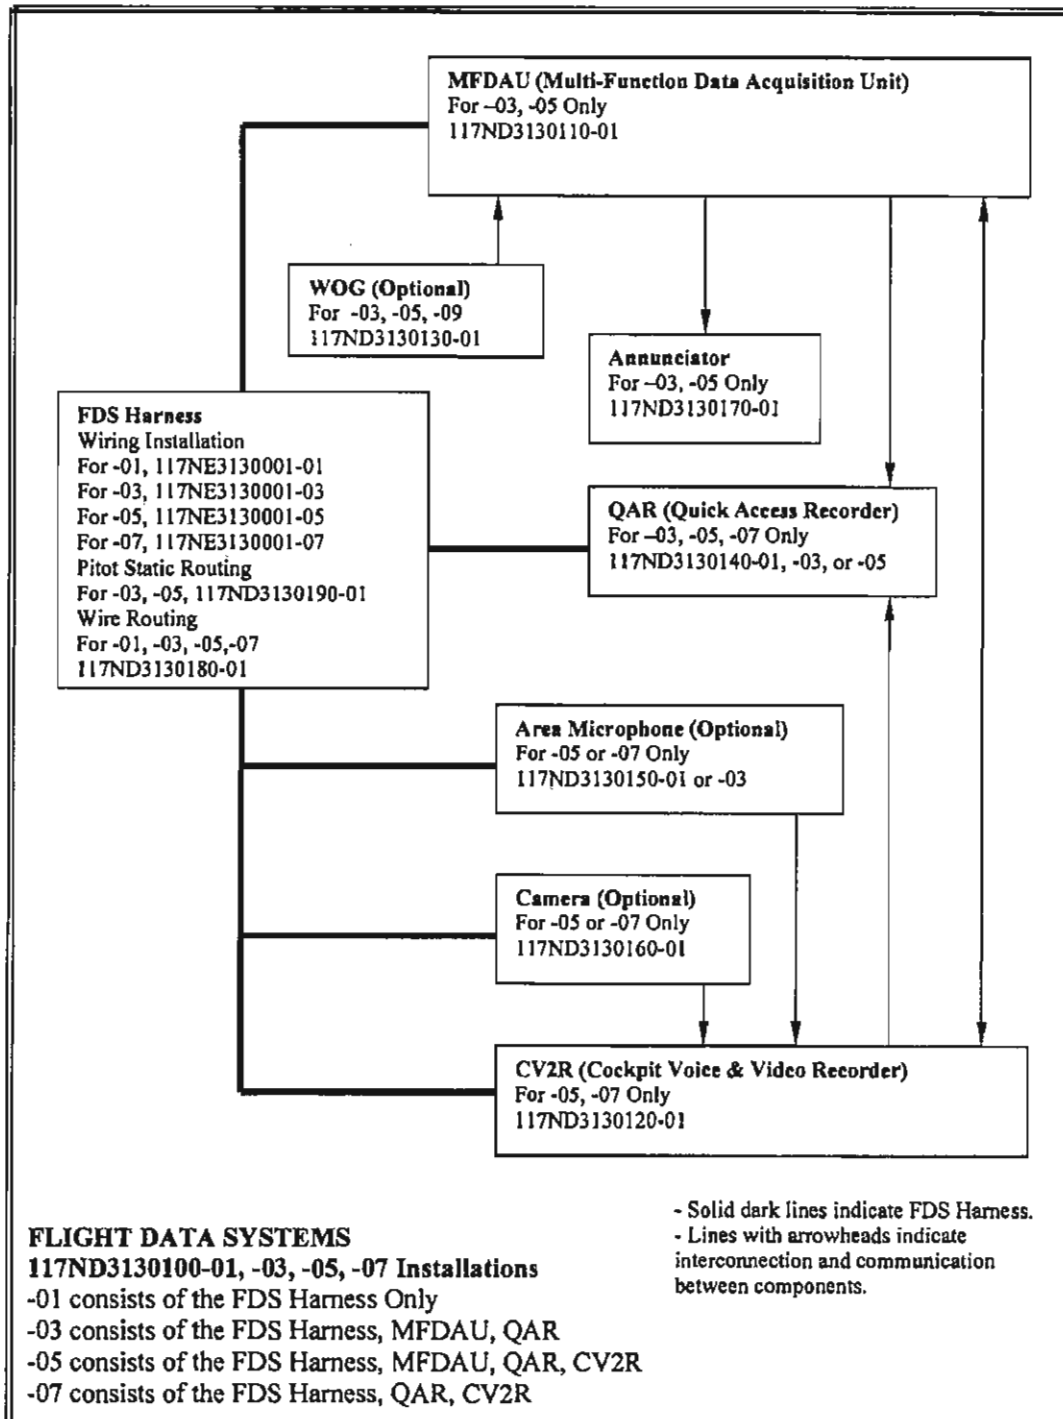 MFDAU (Multi-Function Data Acquisition Unit)
For –03, -05 Only
117ND3130110-01
WOG (Optional)
For -03, -05, -09
117ND3130130-01
Annunciator
For –03, -05 Only
117ND3130170-01
FDS Harness
Wiring Installation
For -01, 117NE3130001-01
For -03, 117NE3130001-03
For -05, 117NE3130001-05
For -07, 117NE3130001-07
Pitot Static Routing
For -03, -05, 117ND3130190-01
Wire Routing
For -01, -03, -05,-07
117ND3130180-01
QAR (Quick Access Recorder)
For –03, -05, -07 Only
117ND3130140-01, -03, or -05
Area Microphone (Optional)
For -05 or -07 Only
117ND3130150-01 or -03
Camera (Optional)
For -05 or -07 Only
117ND3130160-01
CV2R (Cockpit Voice & Video Recorder)
For -05, -07 Only
117ND3130120-01
- Solid dark lines indicate FDS Harness.
- Lines with arrowheads indicate
interconnection and communication
between components.
FLIGHT DATA SYSTEMS
117ND3130100-01, -03, -05, -07 Installations
-01 consists of the FDS Harness Only
-03 consists of the FDS Harness, MFDAU, QAR
-05 consists of the FDS Harness, MFDAU, QAR, CV2R
-07 consists of the FDS Harness, QAR, CV2R